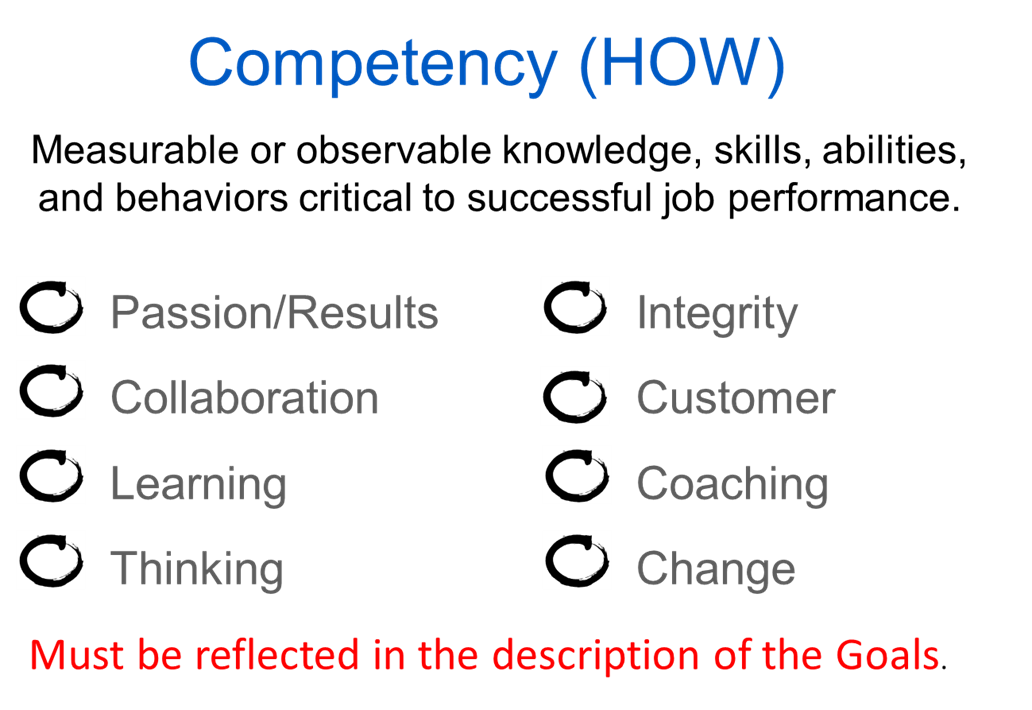 Competency (HOW)
Measurable or observable knowledge, skills, abilities,
and behaviors critical to successful job performance.
Passion/Results
Collaboration
Learning
Thinking
Integrity
Customer
Coaching
Change
Must be reflected in the description of the Goals.